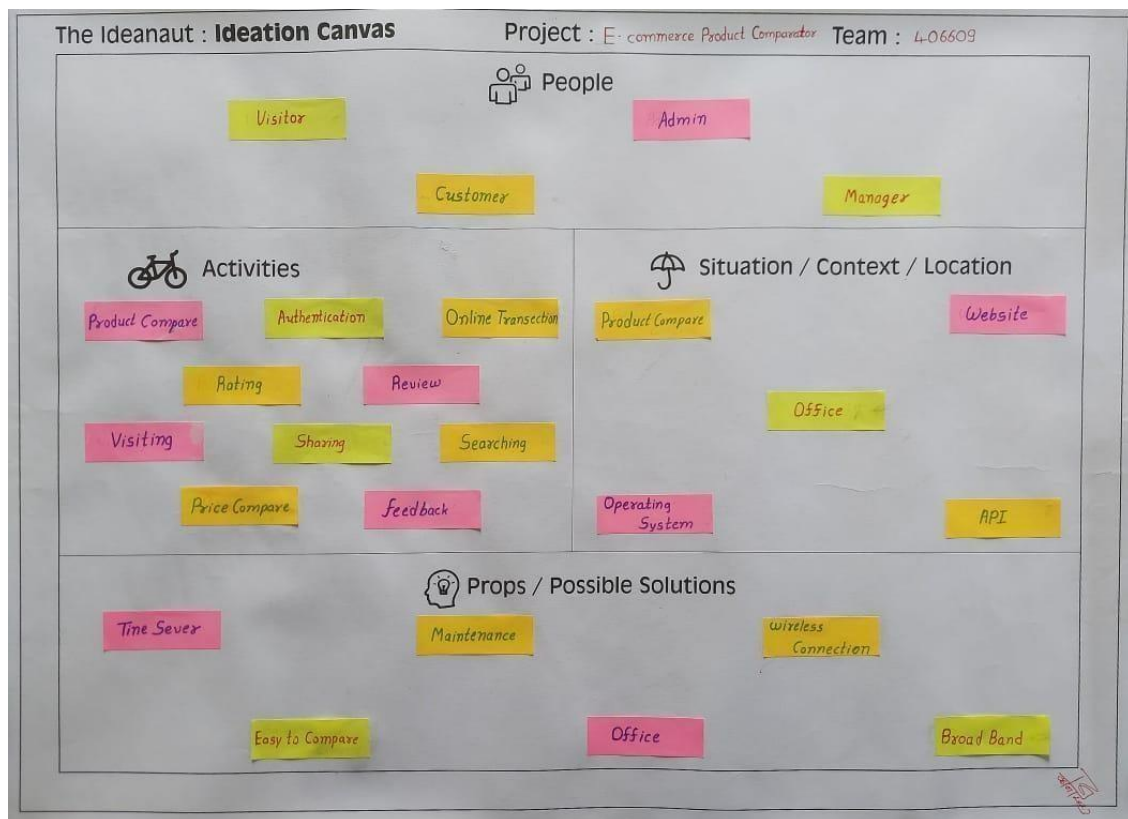 The Ideanaut : Ideation Canvas Project : E-commerce Product Comparator Team : 406609
People
Visitor
Admin
Customer
Manager
Activities
Product Compare
Authentication
Online Transection
Rating
Review
Visiting
Sharing
Searching
Price Compare
Feedback
Situation / Context / Location
Product Compare
Website
Office
Operating
System
API
Props / Possible Solutions
Time Sever
Maintenance
Wireless
Connection
Easy to Compare
Office
Broad Band